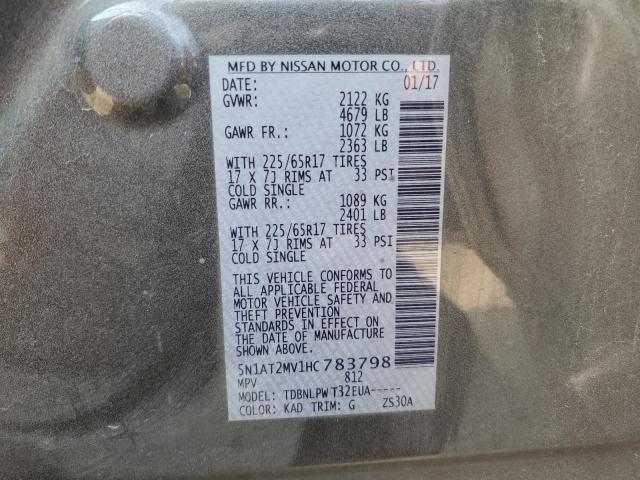 MFD BY NISSAN MOTOR CO., LTD.
DATE: 01/17
GVWR: 2122 KG
4679 LB
GAWR FR.: 1072 KG
2363 LB
WITH 225/65R17 TIRES
17 X 7J RIMS AT 33 PSI
COLD SINGLE
GAWR RR.: 1089 KG
2401 LB
WITH 225/65R17 TIRES
17 X 7J RIMS AT 33 PSI
COLD SINGLE
THIS VEHICLE CONFORMS TO
ALL APPLICABLE FEDERAL
MOTOR VEHICLE SAFETY AND
THEFT PREVENTION
STANDARDS IN EFFECT ON
THE DATE OF MANUFACTURE
SHOWN ABOVE.
5N1AT2MV1HC783798
MPV 812
MODEL: TDBNLPW T32EUA-----
COLOR: KAD TRIM: G ZS30A